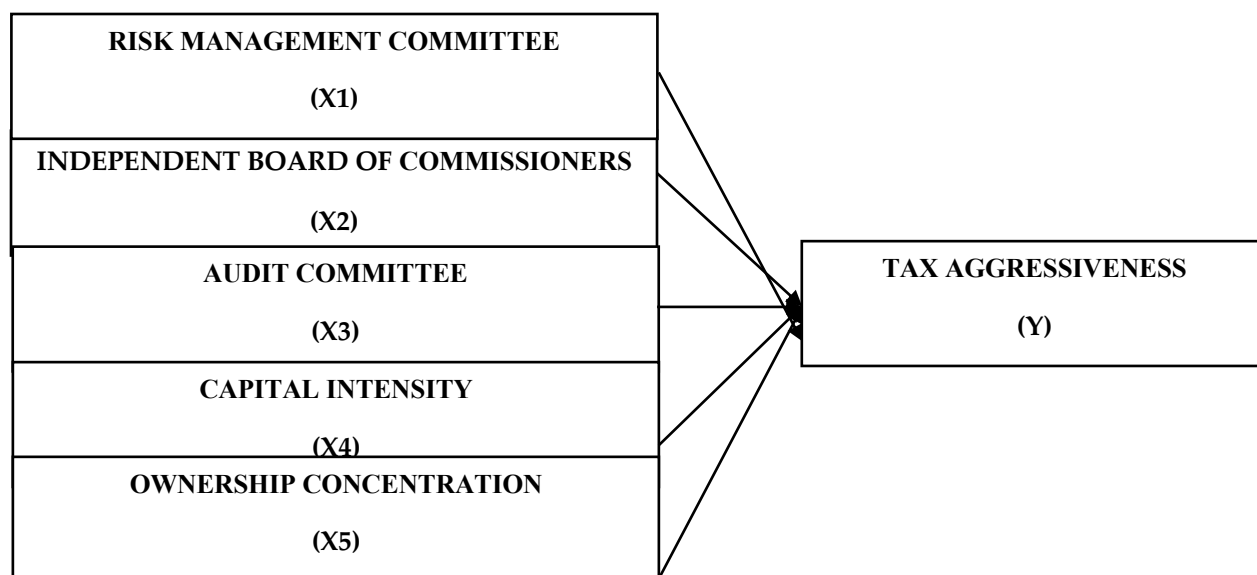 RISK MANAGEMENT COMMITTEE
(X1)
INDEPENDENT BOARD OF COMMISSIONERS
(X2)
AUDIT COMMITTEE
(X3)
CAPITAL INTENSITY
(X4)
OWNERSHIP CONCENTRATION
(X5)
TAX AGGRESSIVENESS
(Y)